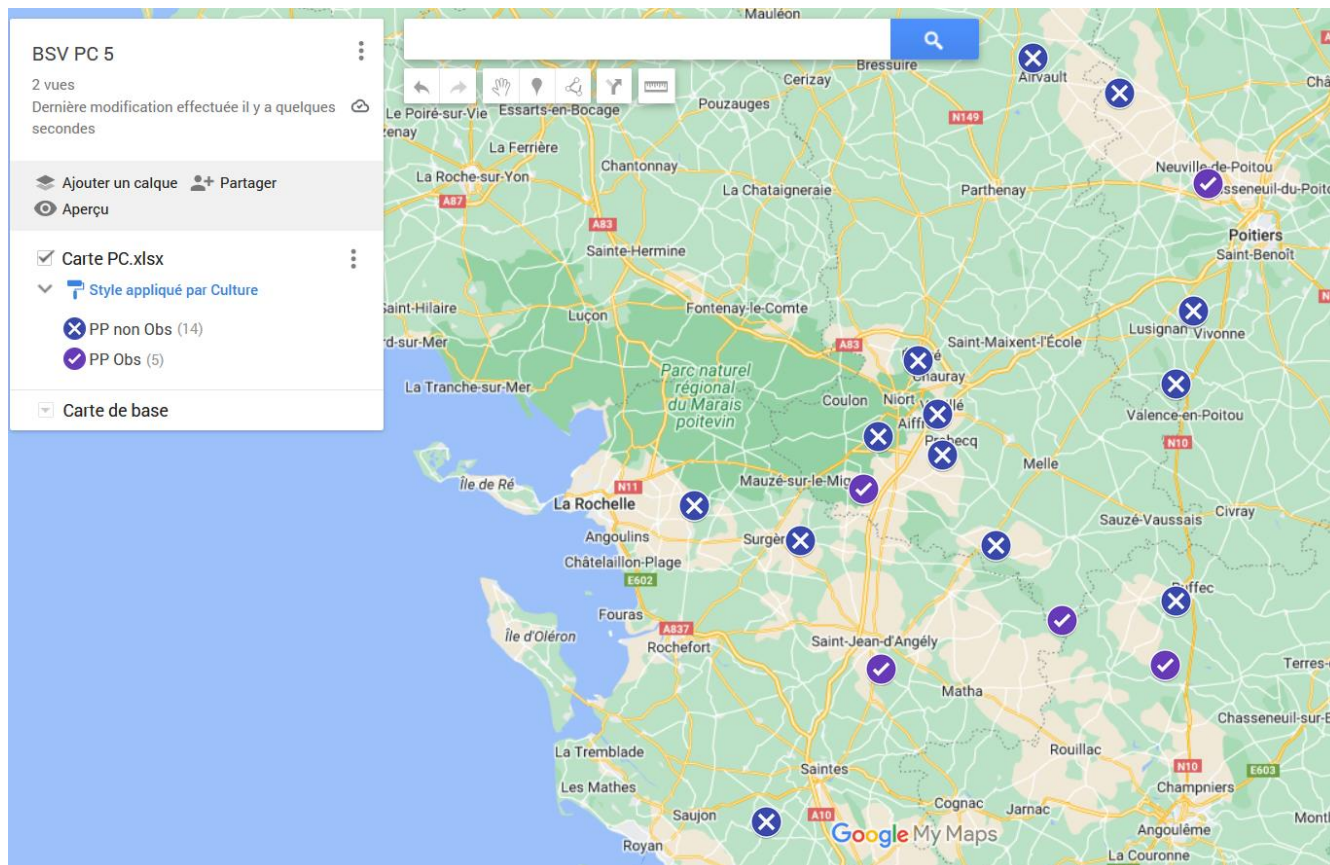 BSV PC 5
2 vues
Dernière modification effectuée il y a quelques
secondes
Ajouter un calque
Partager
Aperçu
Carte PC.xlsx
Style appliqué par Culture
PP non Obs (14)
PP Obs (5)
Carte de base
Mauléon
Bressuire
Airvault
Cerizay
Pouzauges
Le Poiré-sur-Vie
Essarts-en-Bocage
N149
La Ferrière
Chantonnay
La Roche-sur-Yon
La Chataigneraie
Parthenay
Neuville-de-Poitou
A87
A83
Poitiers
Saint-Benoît
Sainte-Hermine
Saint-Hilaire
Luçon
Fontenay-le-Comte
Lusignan
Vivonne
d-sur-Mer
A83
Saint-Maixent-l'École
Chauray
Parc naturel
régional
du Marais
poitevin
La Tranche-sur-Mer
Coulon
Niort
Valence-en-Poitou
N10
Melle
Île de Ré
N11
La Rochelle
Civray
Sauzé-Vaussais
Angoulins
Châtelaillon-Plage
E602
Fouras
Île d'Oléron
A837
Rochefort
Saint-Jean-d'Angély
Matha
Terres-
Chasseneuil-sur-B
La Tremblade
Rouillac
Saintes
N10
E603
Les Mathes
Champniers
Cognac
Jarnac
Saujon
A10
Google My Maps
Angoulême
Montl
Royan
La Couronne